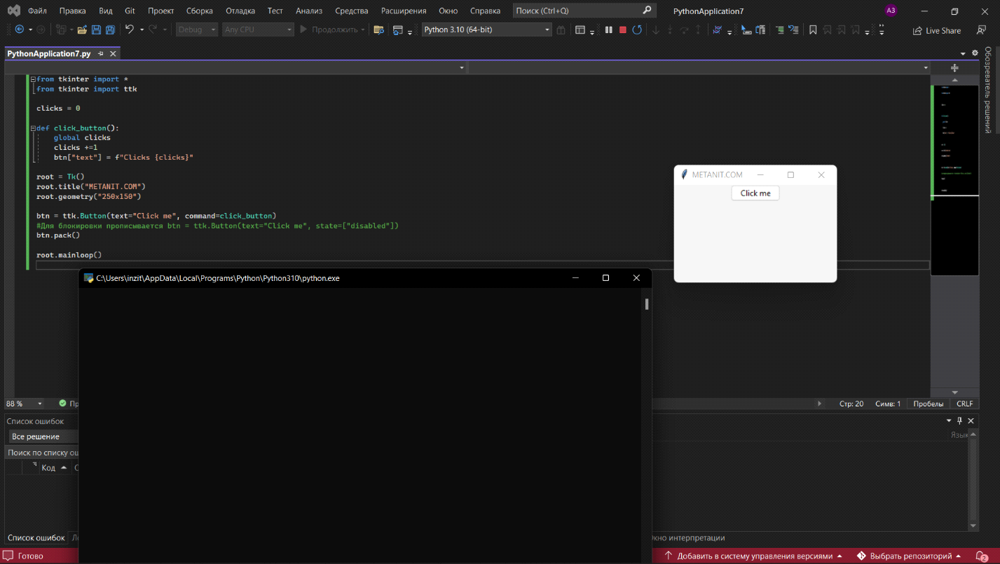 Файл Правка Вид Git Проект Сборка Отладка Тест Анализ Средства Расширения Окно Справка Поиск (Ctrl+Q) PythonApplication7 АЗ
Debug Any CPU Продолжить Python 3.10 (64-bit) Live Share
PythonApplication7.py
Обозреватель решений
from tkinter import *
from tkinter import ttk
clicks = 0
def click_button():
global clicks
clicks +=1
btn["text"] = f"Clicks {clicks}"
root = Tk()
root.title("METANIT.COM")
root.geometry("250x150")
btn = ttk.Button(text="Click me", command=click_button)
#Для блокировки прописывается btn = ttk.Button(text="Click me", state=["disabled"])
btn.pack()
root.mainloop()
METANIT.COM
Click me
C:\Users\inzit\AppData\Local\Programs\Python\Python310\python.exe
88 % Стр: 20 Симв: 1 Пробелы CRLF
Список ошибок
Все решение
Язык
Поиск по списку
Код
Список ошибок интерпретации
Готово Добавить в систему управления версиями Выбрать репозиторий 2